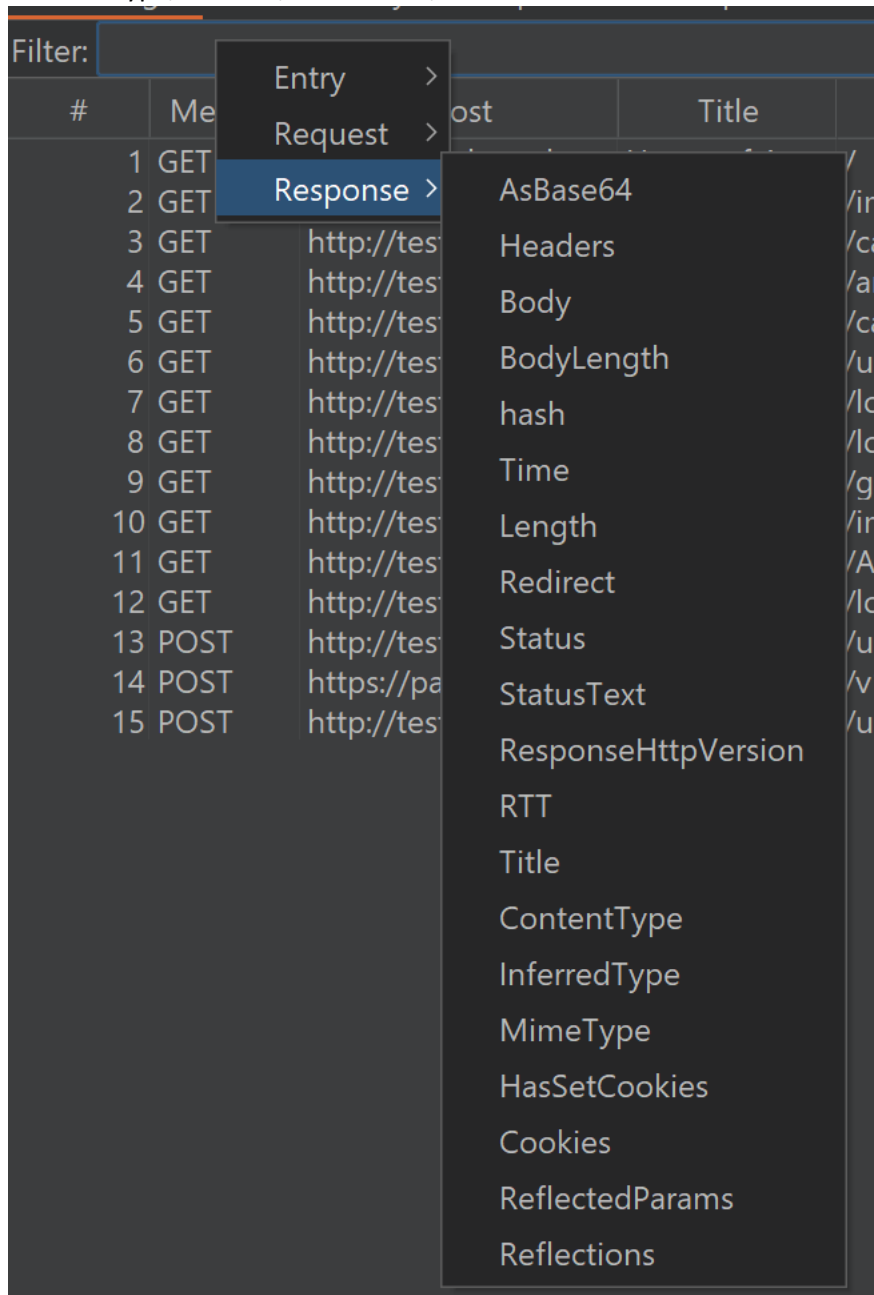 Filter:
Entry >
# Me ost Title
Request >
1 GET /
Response >
AsBase64
2 GET
3 GET http://tes
Headers
4 GET http://tes
Body
5 GET http://tes
6 GET http://tes /u
BodyLength
7 GET http://tes
hash
8 GET http://tes
9 GET http://tes /g
Time
10 GET http://tes
Length
11 GET http://tes /A
Redirect
12 GET http://tes
13 POST http://tes /u
Status
14 POST https://pa /v
StatusText
15 POST http://tes /u
ResponseHttpVersion
RTT
Title
ContentType
InferredType
MimeType
HasSetCookies
Cookies
ReflectedParams
Reflections